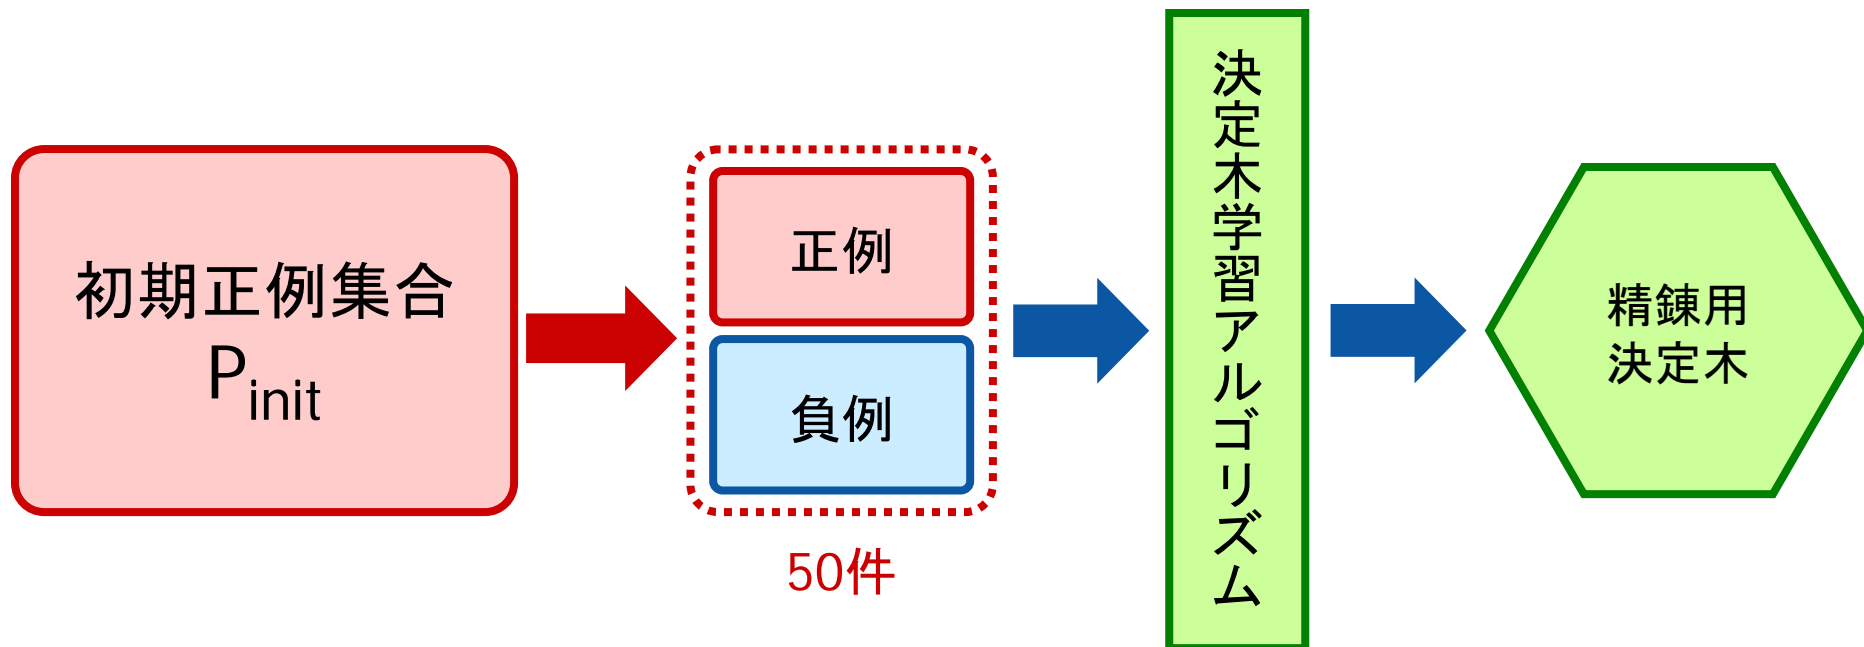 初期正例集合
Pinit
正例
負例
50件
決定木学習アルゴリズム
精錬用
決定木